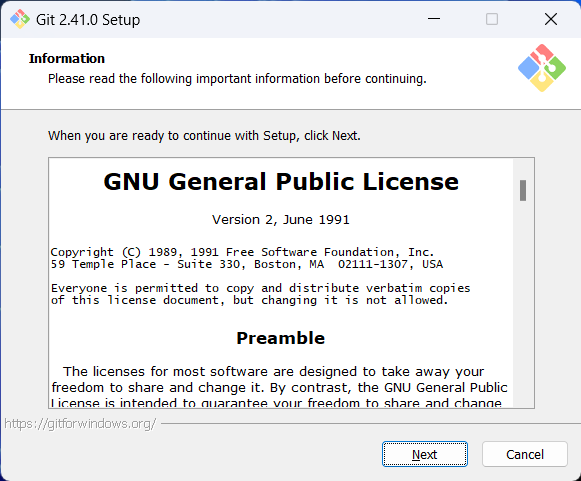 Git 2.41.0 Setup
Information
Please read the following important information before continuing.
When you are ready to continue with Setup, click Next.
GNU General Public License
Version 2, June 1991
Copyright (C) 1989, 1991 Free Software Foundation, Inc.
59 Temple Place - Suite 330, Boston, MA  02111-1307, USA
Everyone is permitted to copy and distribute verbatim copies
of this license document, but changing it is not allowed.
Preamble
The licenses for most software are designed to take away your
freedom to share and change it. By contrast, the GNU General Public
License is intended to guarantee your freedom to share and change
https://gitforwindows.org/
Next
Cancel